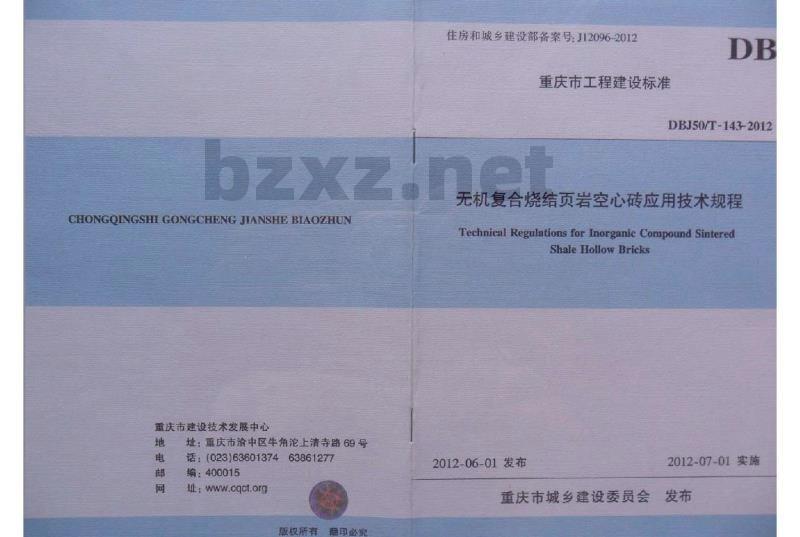 住房和城乡建设部备案号:J12096-2012
DB
重庆市工程建设标准
DBJ50/T-143-2012
bzxz.net
无机复合烧结页岩空心砖应用技术规程
Technical Regulations for Inorganic Compound Sintered
Shale Hollow Bricks
2012-06-01 发布 2012-07-01 实施
重庆市城乡建设委员会 发布
CHONGQINGSHI GONGCHENG JIANSHE BIAOZHUN
重庆市建设技术发展中心
地 址:重庆市渝中区牛角沱上清寺路 69 号
电 话:(023)63601374 63861277
邮 编:400015
网 址:www.cqct.org
版权所有 翻印必究